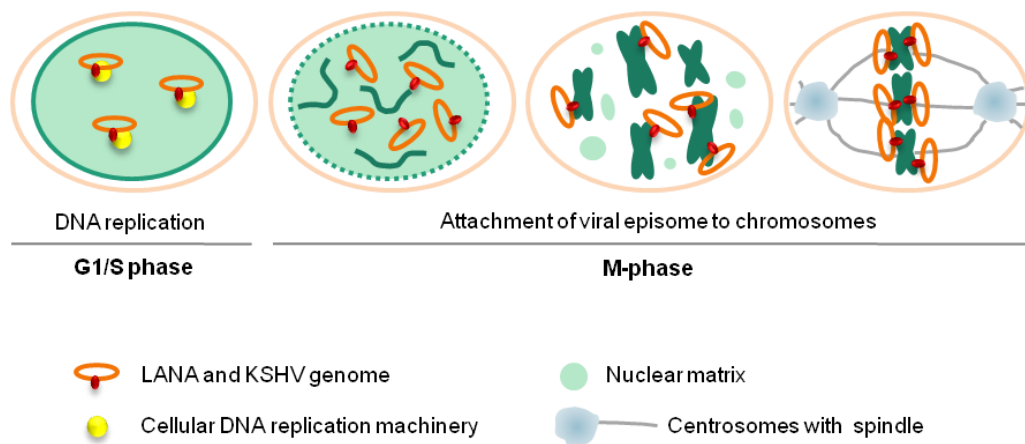 DNA replication
Attachment of viral episome to chromosomes
G1/S phase
M-phase
LANA and KSHV genome
Nuclear matrix
Cellular DNA replication machinery
Centrosomes with spindle